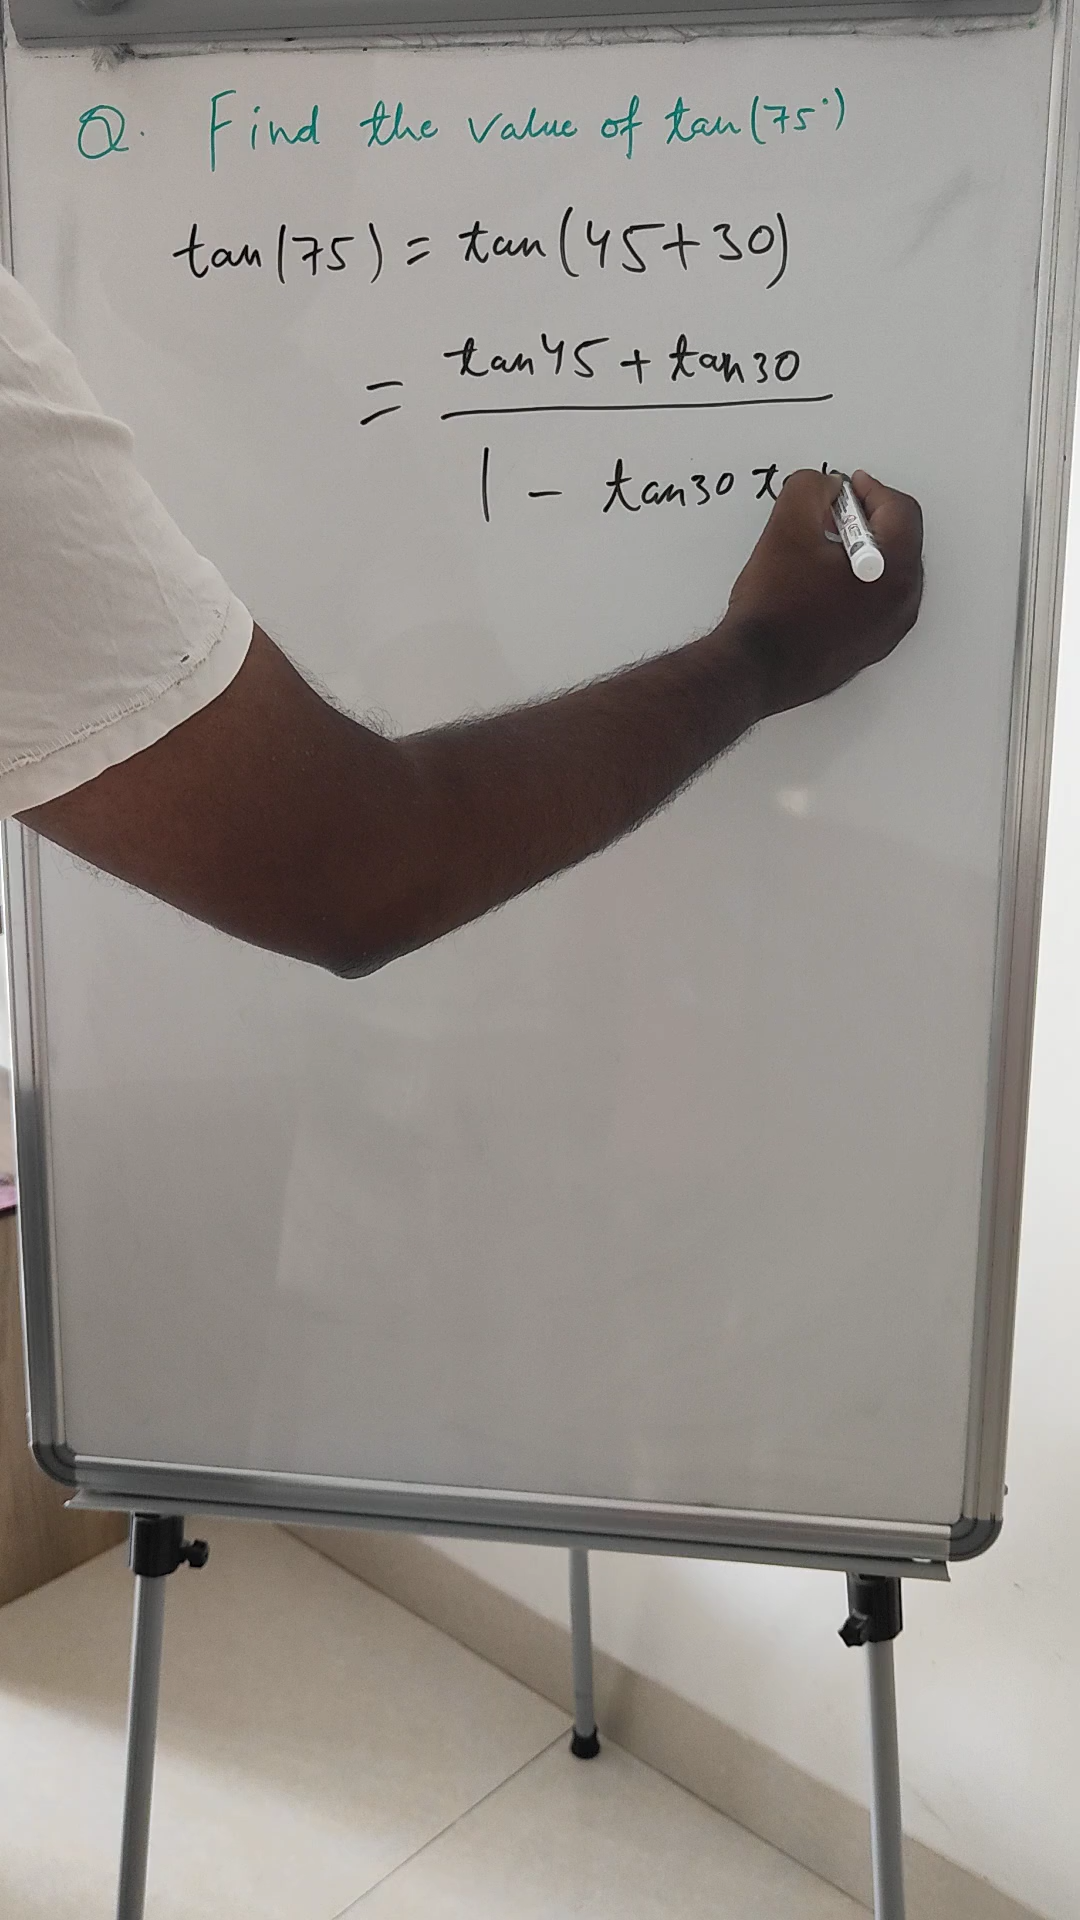 Q. Find the value of tan(75°)
tan(75) = tan(45+30)
= tan45 + tan30
1 - tan30